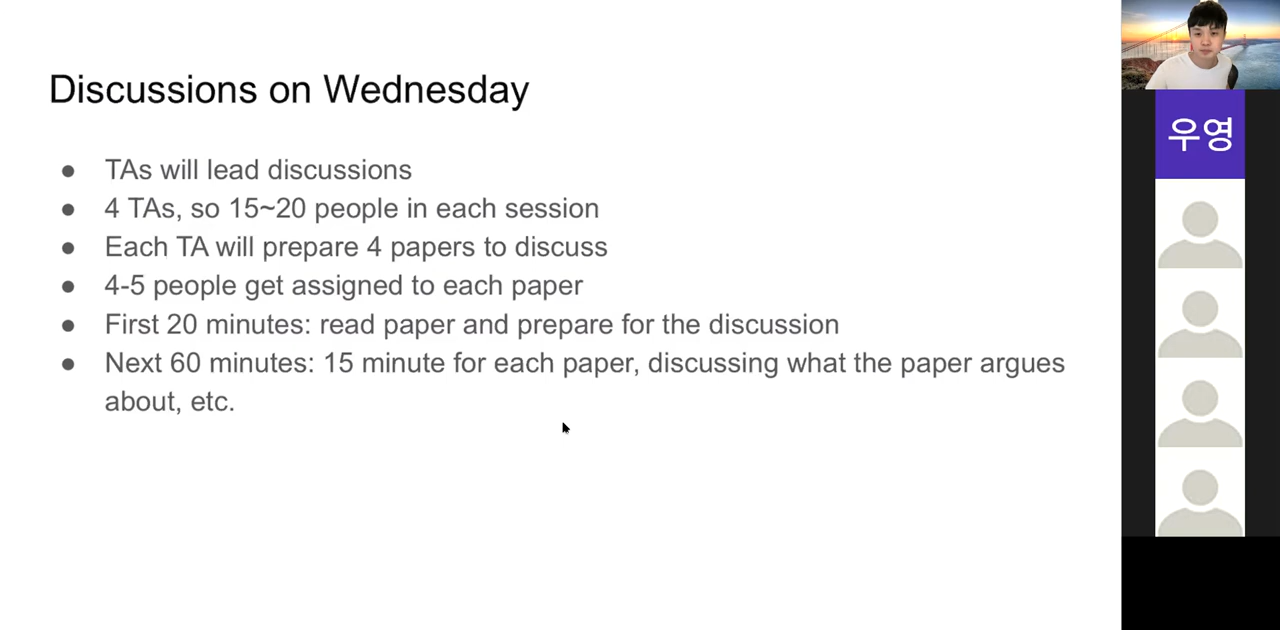 Discussions on Wednesday
● TAs will lead discussions
● 4 TAs, so 15~20 people in each session
● Each TA will prepare 4 papers to discuss
● 4-5 people get assigned to each paper
● First 20 minutes: read paper and prepare for the discussion
● Next 60 minutes: 15 minute for each paper, discussing what the paper argues
about, etc.
우영